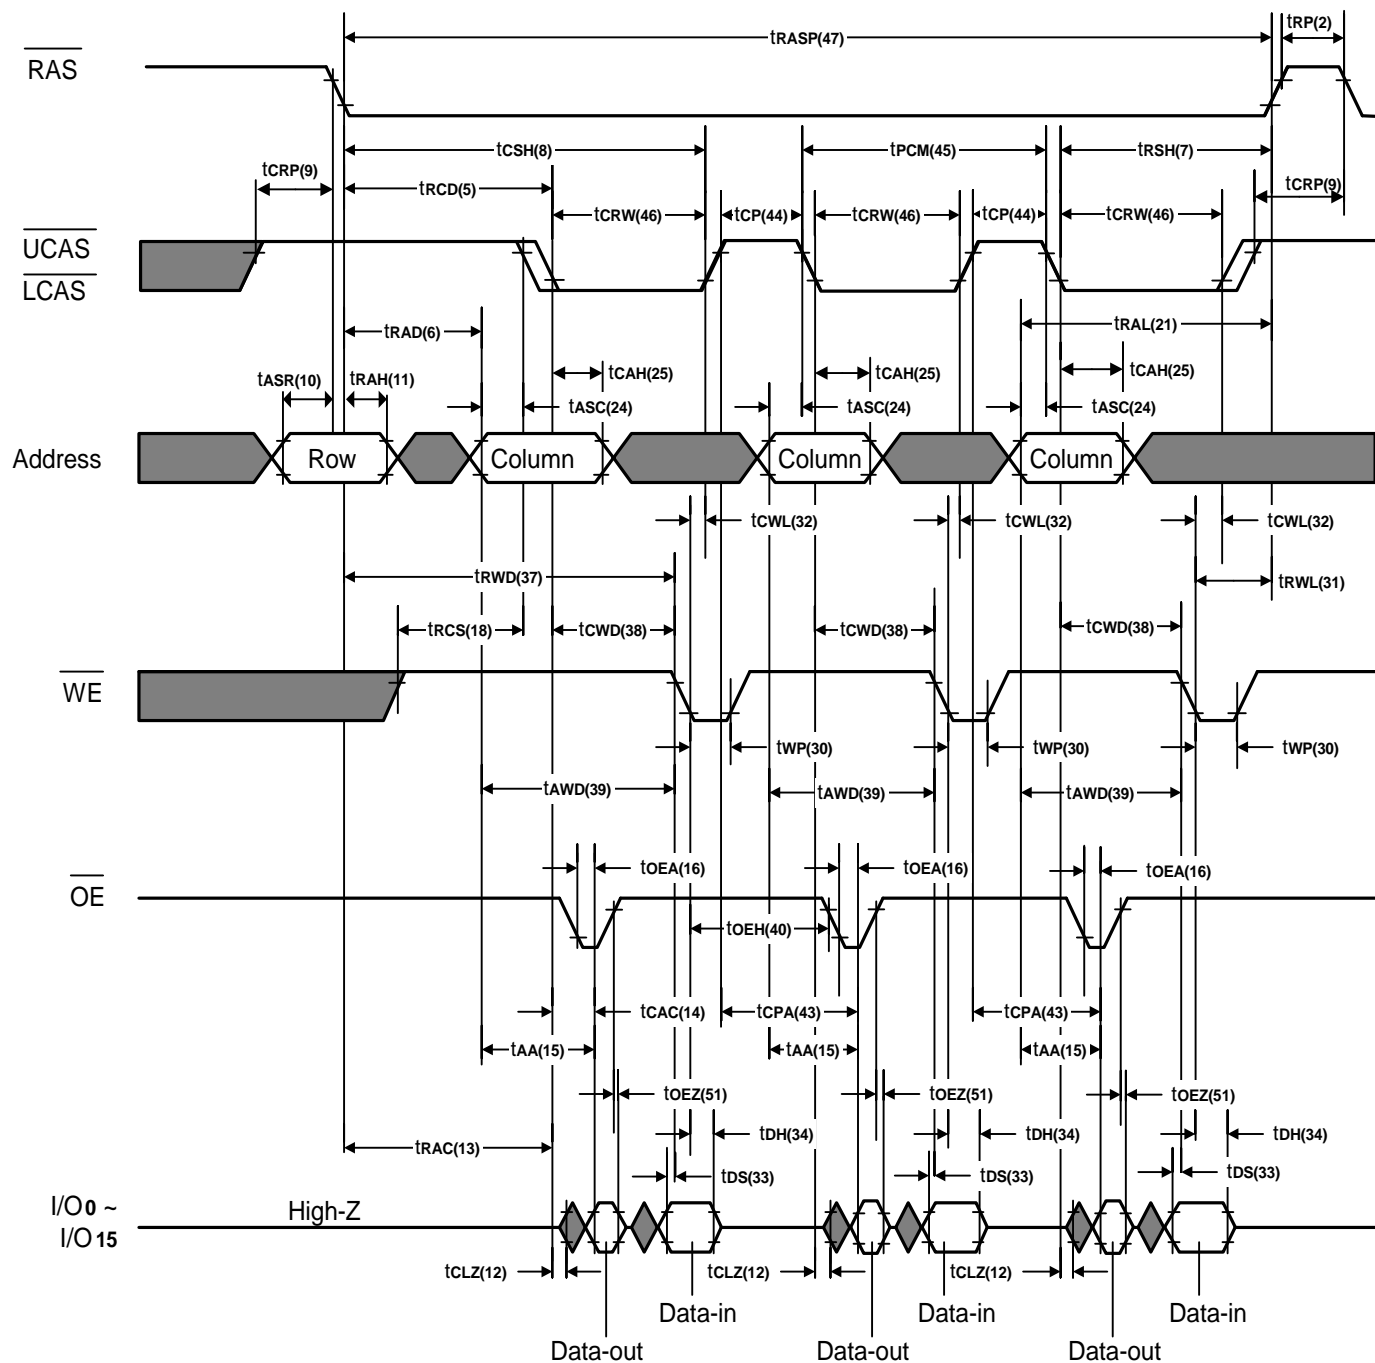 tRP(2)
tRASP(47)
RAS
tCSH(8)
tPCM(45)
tRSH(7)
tCRP(9)
tRCD(5)
tCRP(9)
tCRW(46)
tCP(44)
tCRW(46)
tCP(44)
tCRW(46)
UCAS
LCAS
tRAD(6)
tRAL(21)
tASR(10)
tRAH(11)
tCAH(25)
tCAH(25)
tCAH(25)
tASC(24)
tASC(24)
tASC(24)
Address
Row
Column
Column
Column
tCWL(32)
tCWL(32)
tCWL(32)
tRWD(37)
tRWL(31)
tRCS(18)
tCWD(38)
tCWD(38)
tCWD(38)
WE
tWP(30)
tWP(30)
tWP(30)
tAWD(39)
tAWD(39)
tAWD(39)
tOEA(16)
tOEA(16)
tOEA(16)
OE
tOEH(40)
tCAC(14)
tCPA(43)
tCPA(43)
tAA(15)
tAA(15)
tAA(15)
tOEZ(51)
tOEZ(51)
tOEZ(51)
tRAC(13)
tDH(34)
tDH(34)
tDH(34)
tDS(33)
tDS(33)
tDS(33)
I/O0 ~
I/O15
High-Z
tCLZ(12)
tCLZ(12)
tCLZ(12)
Data-in
Data-in
Data-in
Data-out
Data-out
Data-out